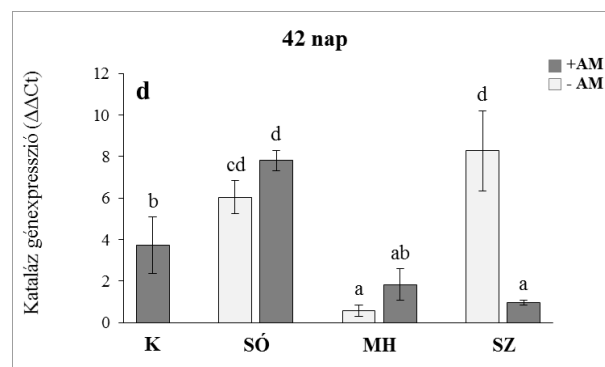 42 nap
+AM
- AM
Kataláz génexpresszió (ΔΔCt)
d
12
10
8
6
4
2
0
b
cd
d
a
ab
d
a
K
SÓ
MH
SZ